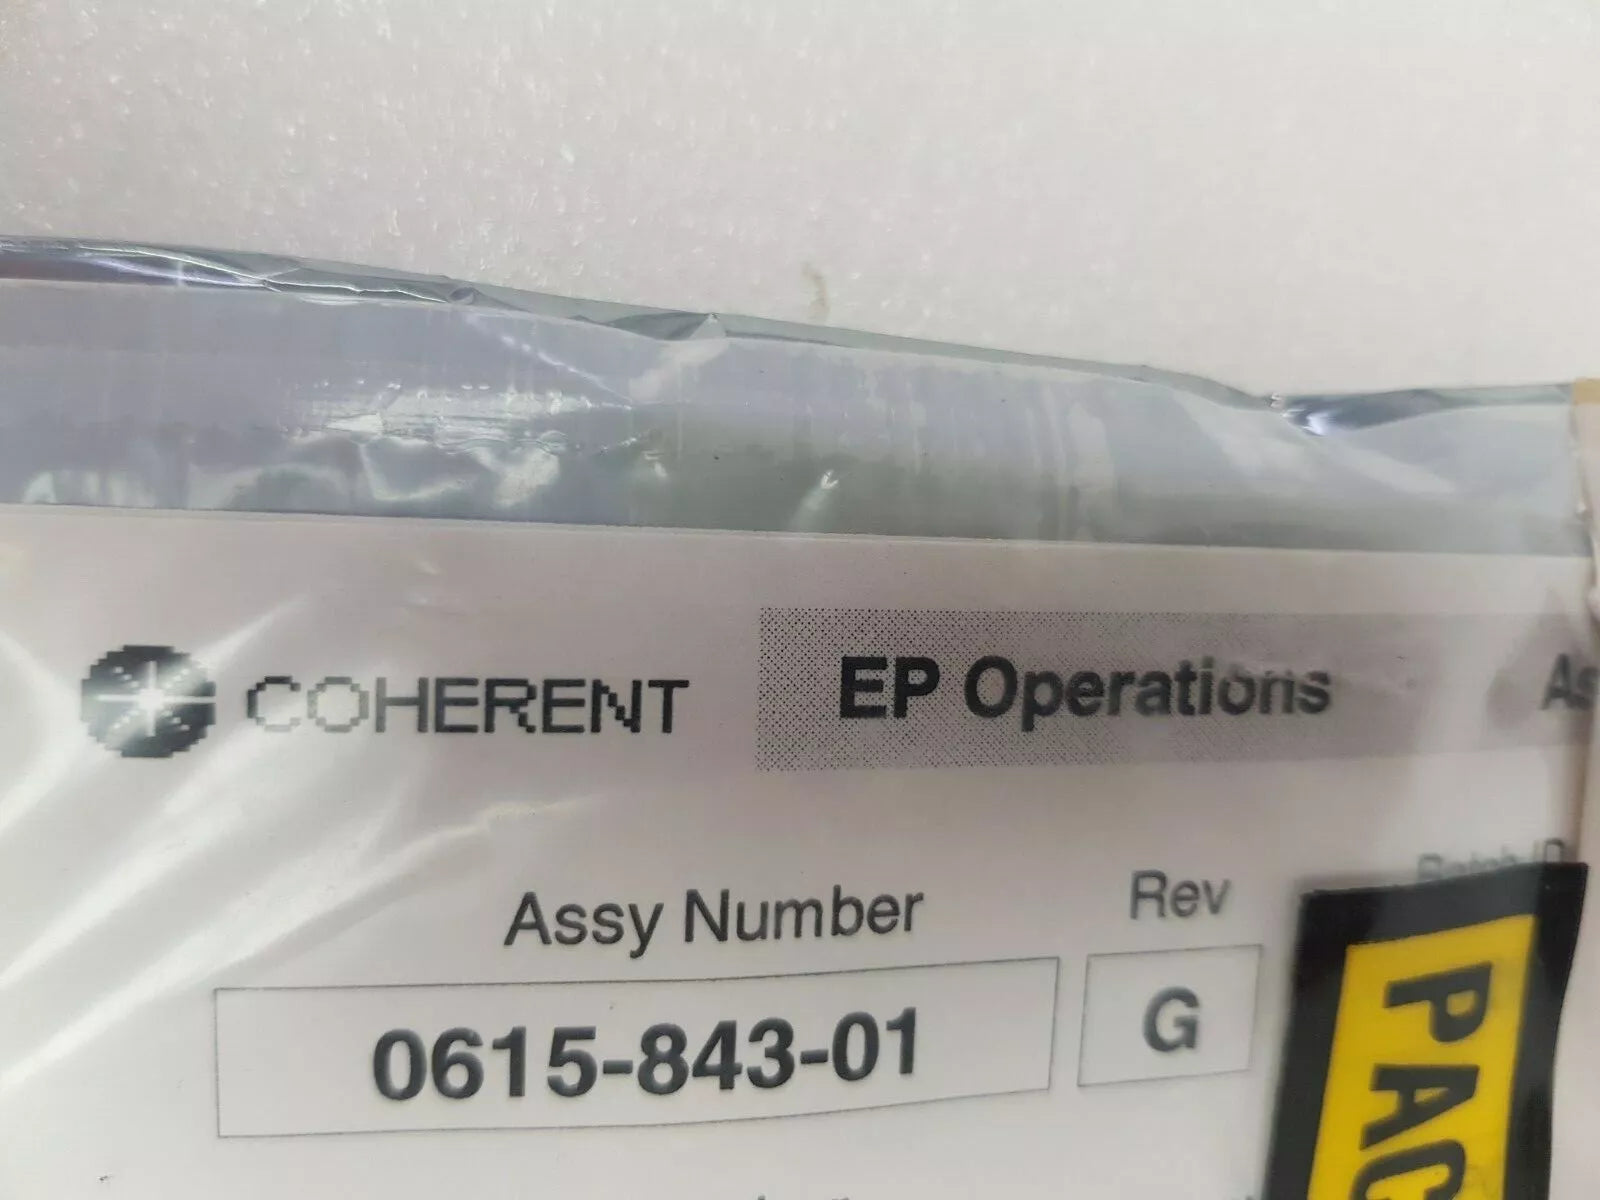 COHERENT
EP Operations
Assy Number
Rev
0615-843-01
G